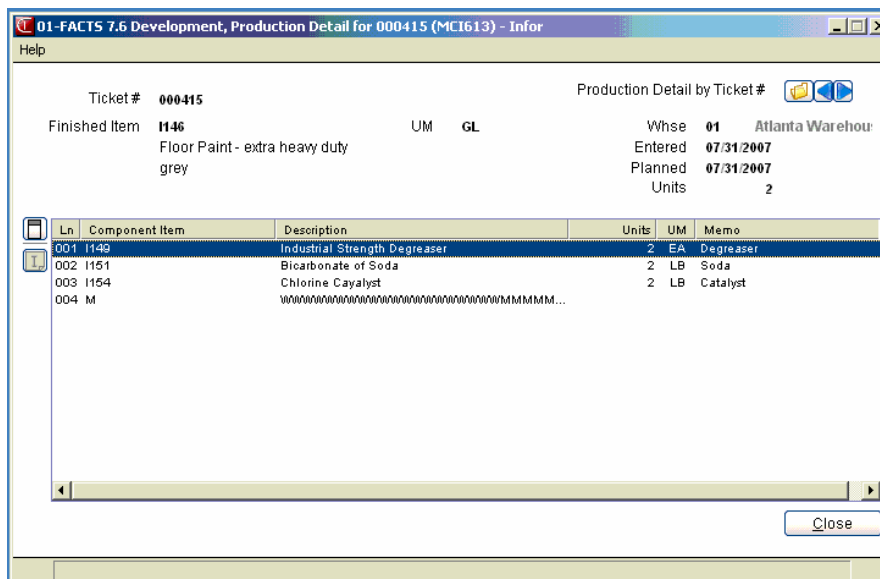 01-FACTS 7.6 Development, Production Detail for 000415 (MCI613) - Infor
Help
Ticket # 000415 Production Detail by Ticket #
Finished Item I146 UM GL Whse 01 Atlanta Warehou
Floor Paint - extra heavy duty Entered 07/31/2007
grey Planned 07/31/2007
Units 2
Ln Component Item Description Units UM Memo
001 I149 Industrial Strength Degreaser 2 EA Degreaser
002 I151 Bicarbonate of Soda 2 LB Soda
003 I154 Chlorine Cayalyst 2 LB Catalyst
004 M
Close